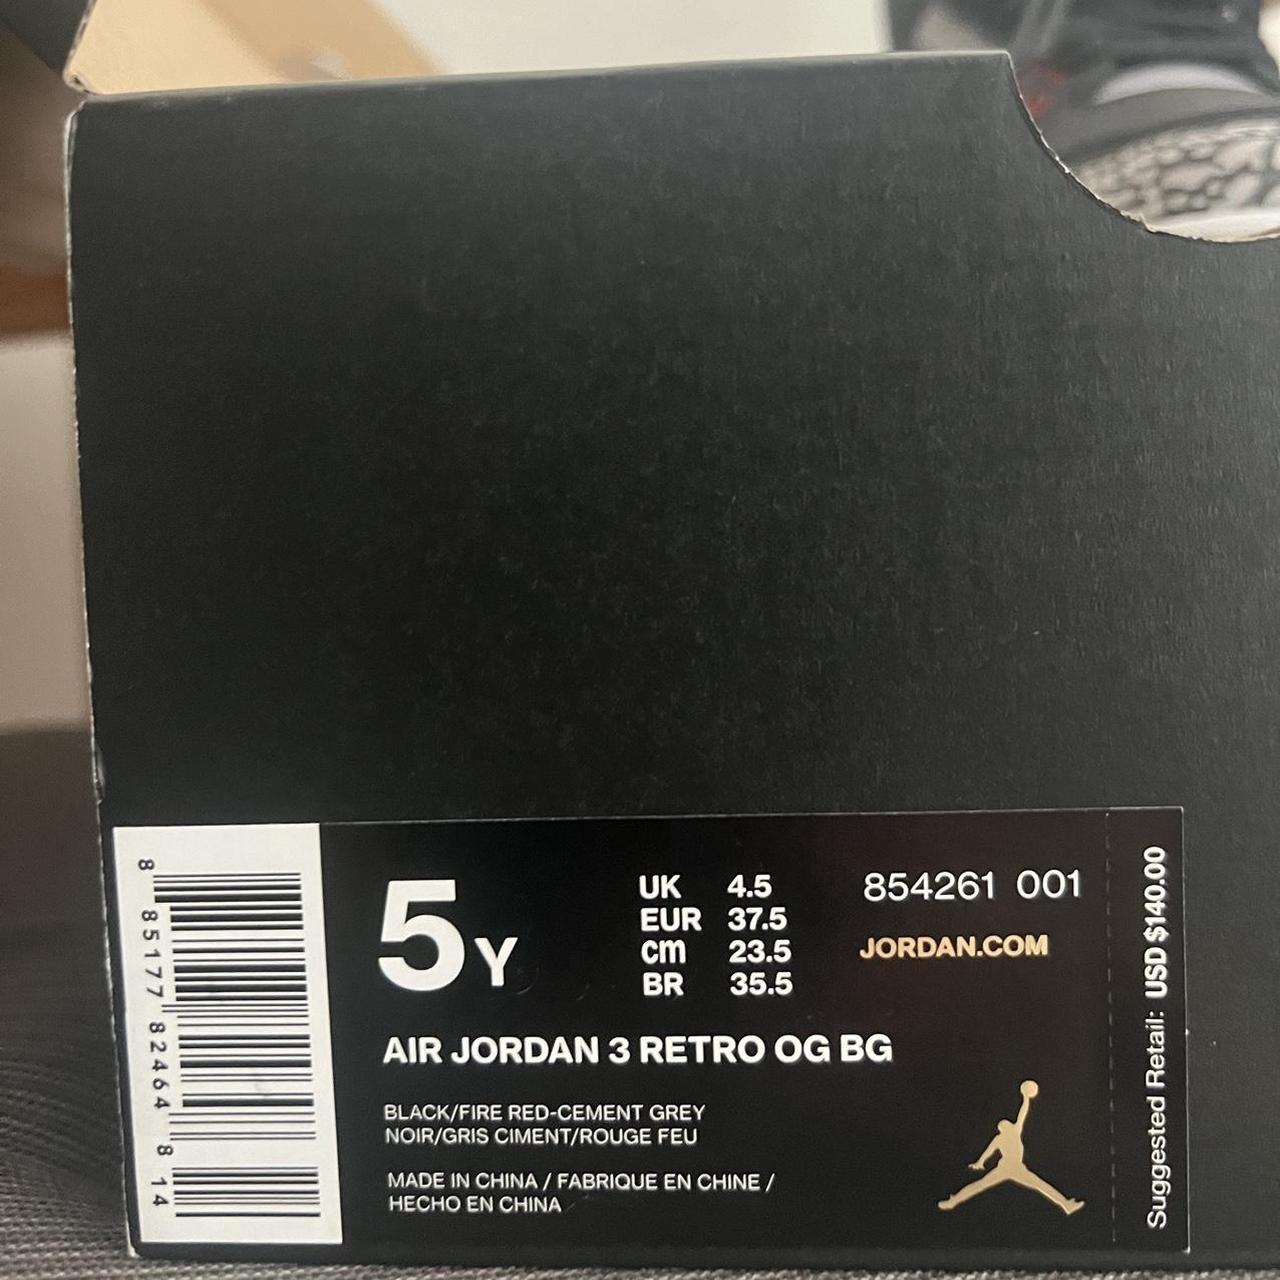 8 85177 82464 8 14
5Y
UK 4.5
EUR 37.5
cm 23.5
BR 35.5
854261 001
JORDAN.COM
AIR JORDAN 3 RETRO OG BG
BLACK/FIRE RED-CEMENT GREY
NOIR/GRIS CIMENT/ROUGE FEU
MADE IN CHINA / FABRIQUE EN CHINE /
HECHO EN CHINA
Suggested Retail: USD $140.00